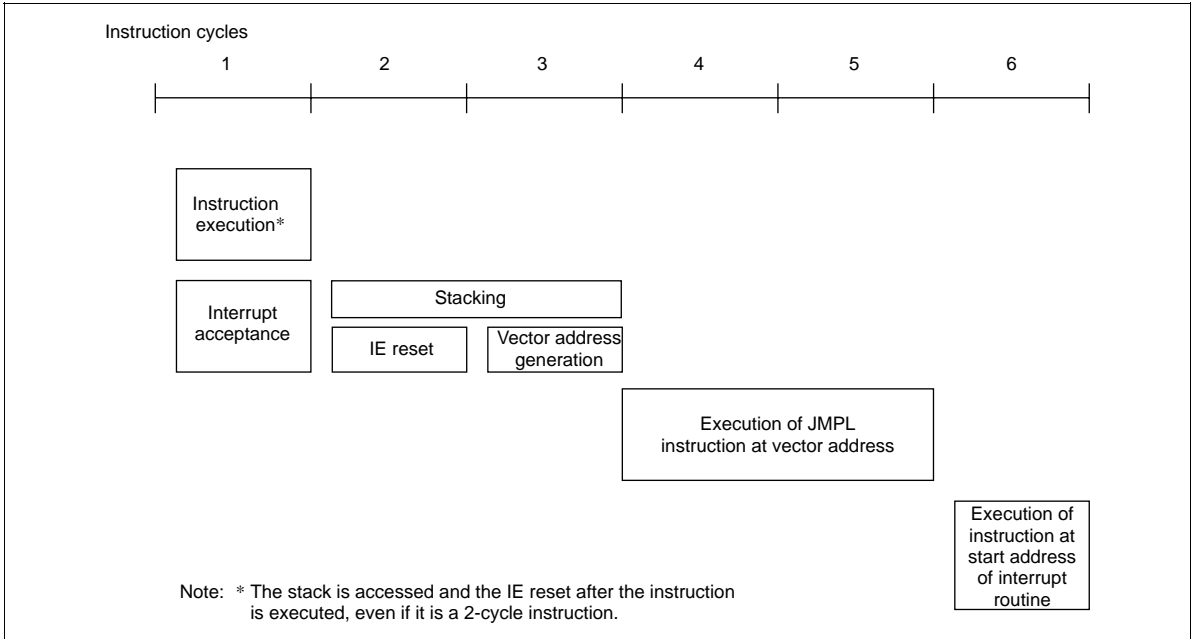 Instruction cycles
1 2 3 4 5 6
Instruction
execution*
Interrupt
acceptance
Stacking
IE reset
Vector address
generation
Execution of JMPL
instruction at vector address
Execution of
instruction at
start address
of interrupt
routine
Note: * The stack is accessed and the IE reset after the instruction
is executed, even if it is a 2-cycle instruction.